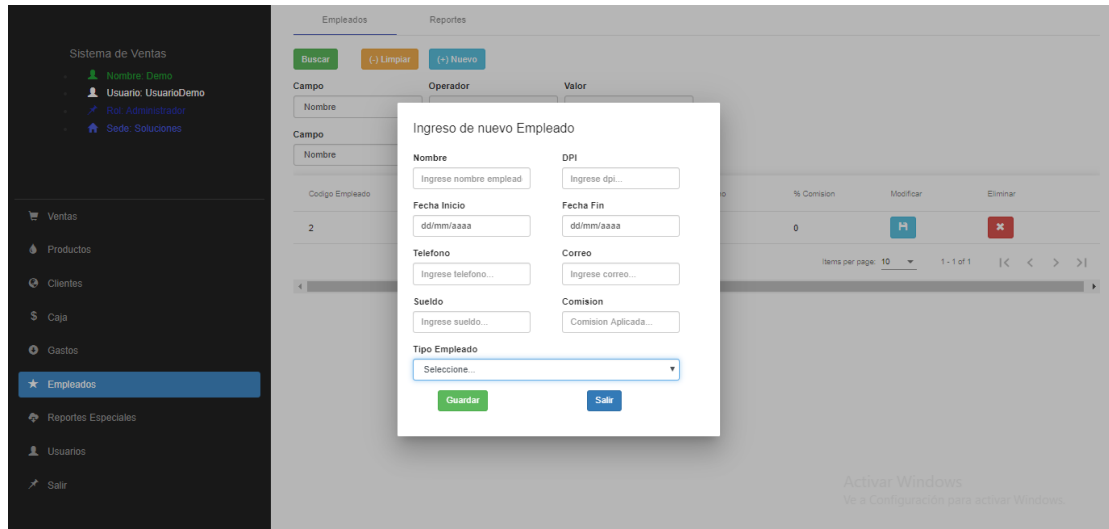 Sistema de Ventas
Nombre: Demo
Usuario: UsuarioDemo
Rol: Administrador
Sede: Soluciones
Ventas
Productos
Clientes
$ Caja
Gastos
Empleados
Reportes Especiales
Usuarios
Salir
Empleados Reportes
Buscar (-) Limpiar (+) Nuevo
Campo Operador Valor
Nombre
Campo
Nombre
Codigo Empleado % Comision Modificar Eliminar
2 0
Items per page: 10 1 - 1 of 1
Ingreso de nuevo Empleado
Nombre DPI
Ingrese nombre emplead Ingrese dpi...
Fecha Inicio Fecha Fin
dd/mm/aaaa dd/mm/aaaa
Telefono Correo
Ingrese telefono... Ingrese correo...
Sueldo Comision
Ingrese sueldo... Comision Aplicada...
Tipo Empleado
Seleccione...
Guardar Salir
Activar Windows
Ve a Configuración para activar Windows.